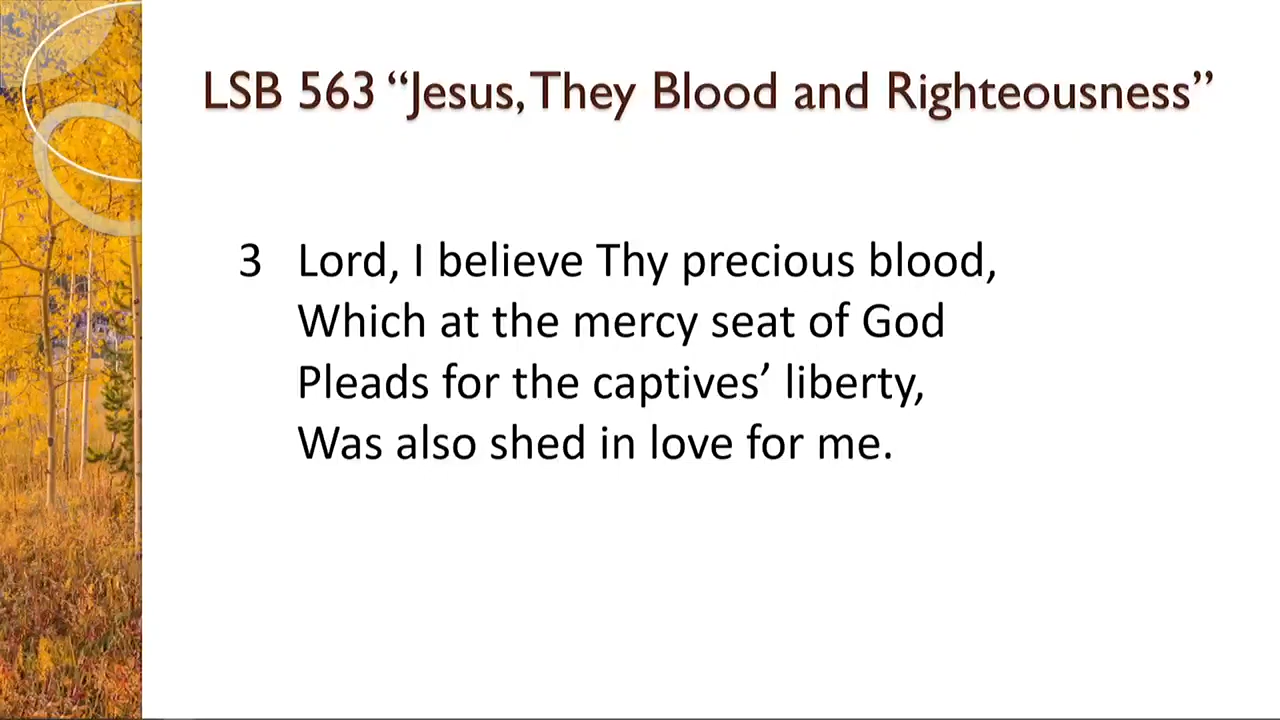 LSB 563 “Jesus, They Blood and Righteousness”
3 Lord, I believe Thy precious blood,
Which at the mercy seat of God
Pleads for the captives’ liberty,
Was also shed in love for me.